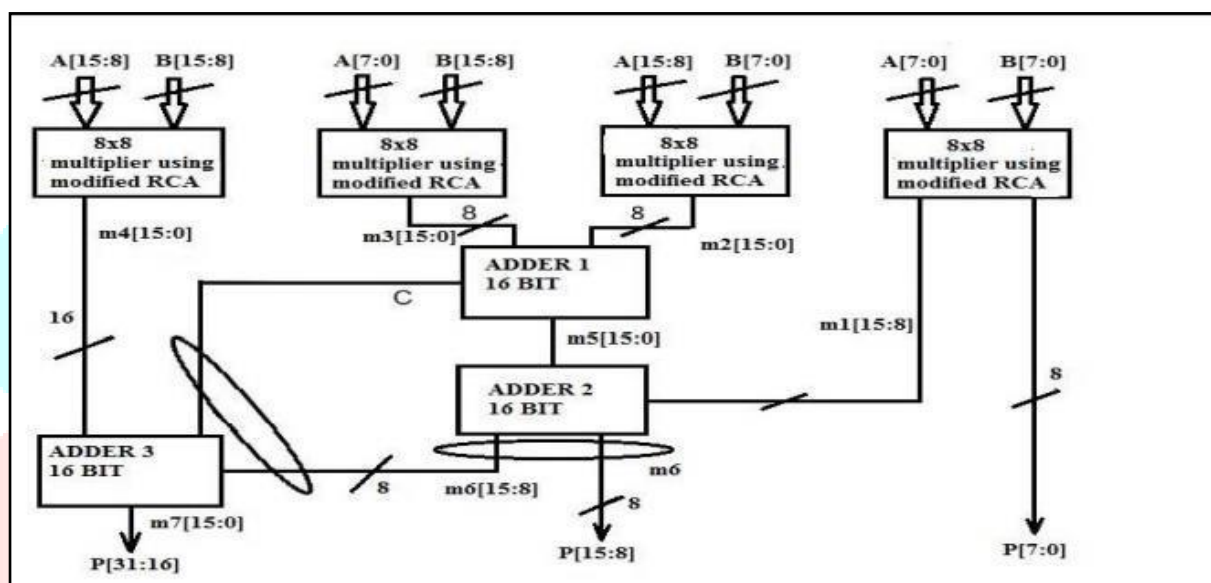 A[15:8] B[15:8] A[7:0] B[15:8] A[15:8] B[7:0] A[7:0] B[7:0]
8x8
multiplier using
modified RCA
8x8
multiplier using
modified RCA
8x8
multiplier using
modified RCA
8x8
multiplier using
modified RCA
8 8
m4[15:0] m3[15:0] m2[15:0]
ADDER 1
16 BIT
C
16 m5[15:0] m1[15:8]
ADDER 2
16 BIT
8
ADDER 3
16 BIT
8 m6[15:8] m6
8
m7[15:0]
P[31:16] P[15:8] P[7:0]